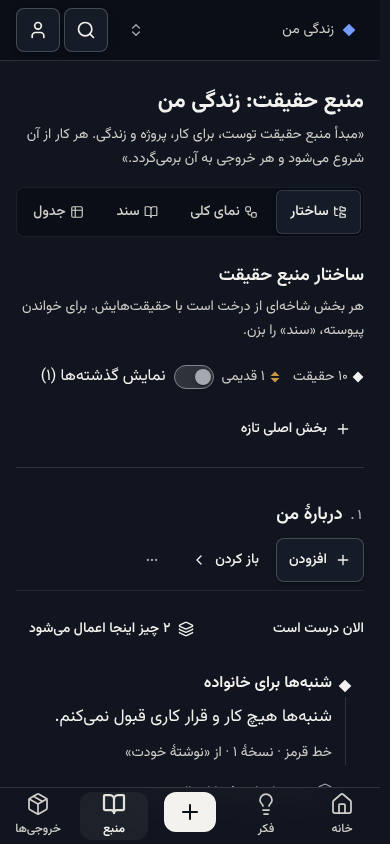 زندگی من
منبع حقیقت: زندگی من
«مبدأ منبع حقیقت توست، برای کار، پروژه و زندگی. هر کار از آن
شروع می‌شود و هر خروجی به آن برمی‌گردد.»
ساختار
نمای کلی
سند
جدول
ساختار منبع حقیقت
هر بخش شاخه‌ای از درخت است با حقیقت‌هایش. برای خواندن
پیوسته، «سند» را بزن.
۱۰ حقیقت
۱ قدیمی
نمایش گذشته‌ها (۱)
بخش اصلی تازه
۱. دربارهٔ من
افزودن
باز کردن
الان درست است
۲ چیز اینجا اعمال می‌شود
شنبه‌ها برای خانواده
شنبه‌ها هیچ کار و قرار کاری قبول نمی‌کنم.
خط قرمز · نسخهٔ ۱ · از «نوشتهٔ خودت»
خانه
فکر
منبع
خروجی‌ها